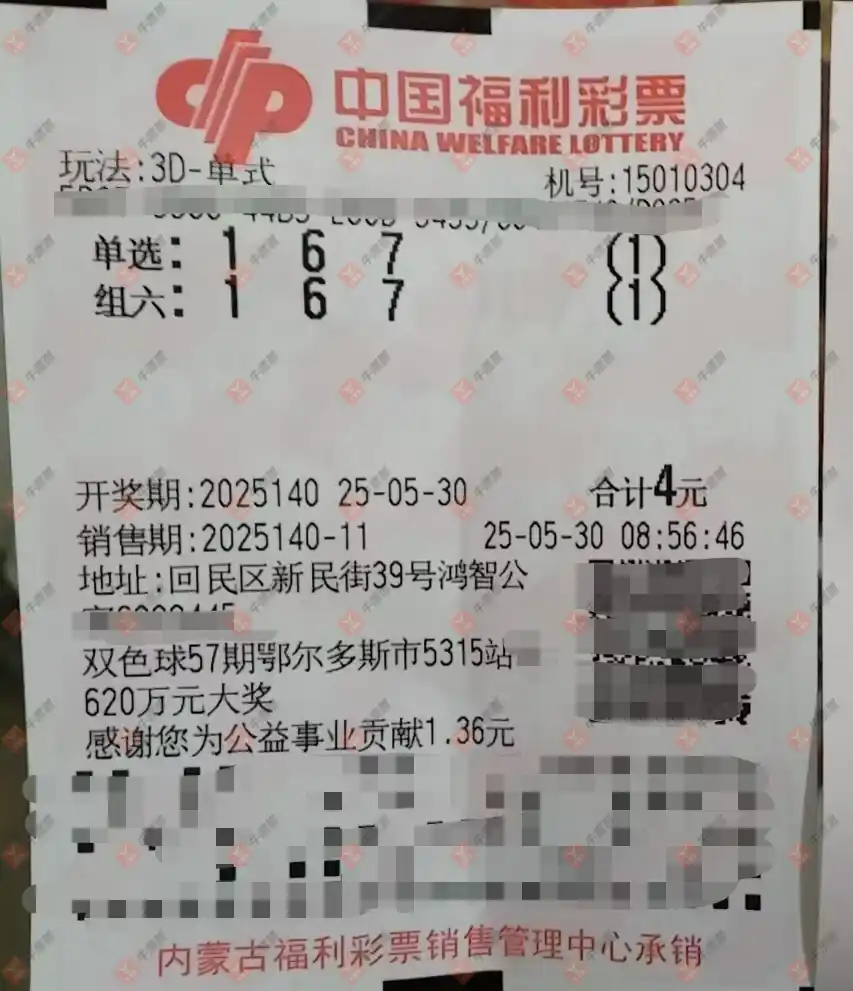 中国福利彩票
CHINA WELFARE LOTTERY
玩法:3D-单式
机号:15010304
单选: 1 6 7 (1)
组六: 1 6 7 (1)
开奖期:2025140 25-05-30 合计4元
销售期:2025140-11 25-05-30 08:56:46
地址:回民区新民街39号鸿智公
双色球57期鄂尔多斯市5315站
620万元大奖
感谢您为公益事业贡献1.36元
内蒙古福利彩票销售管理中心承销